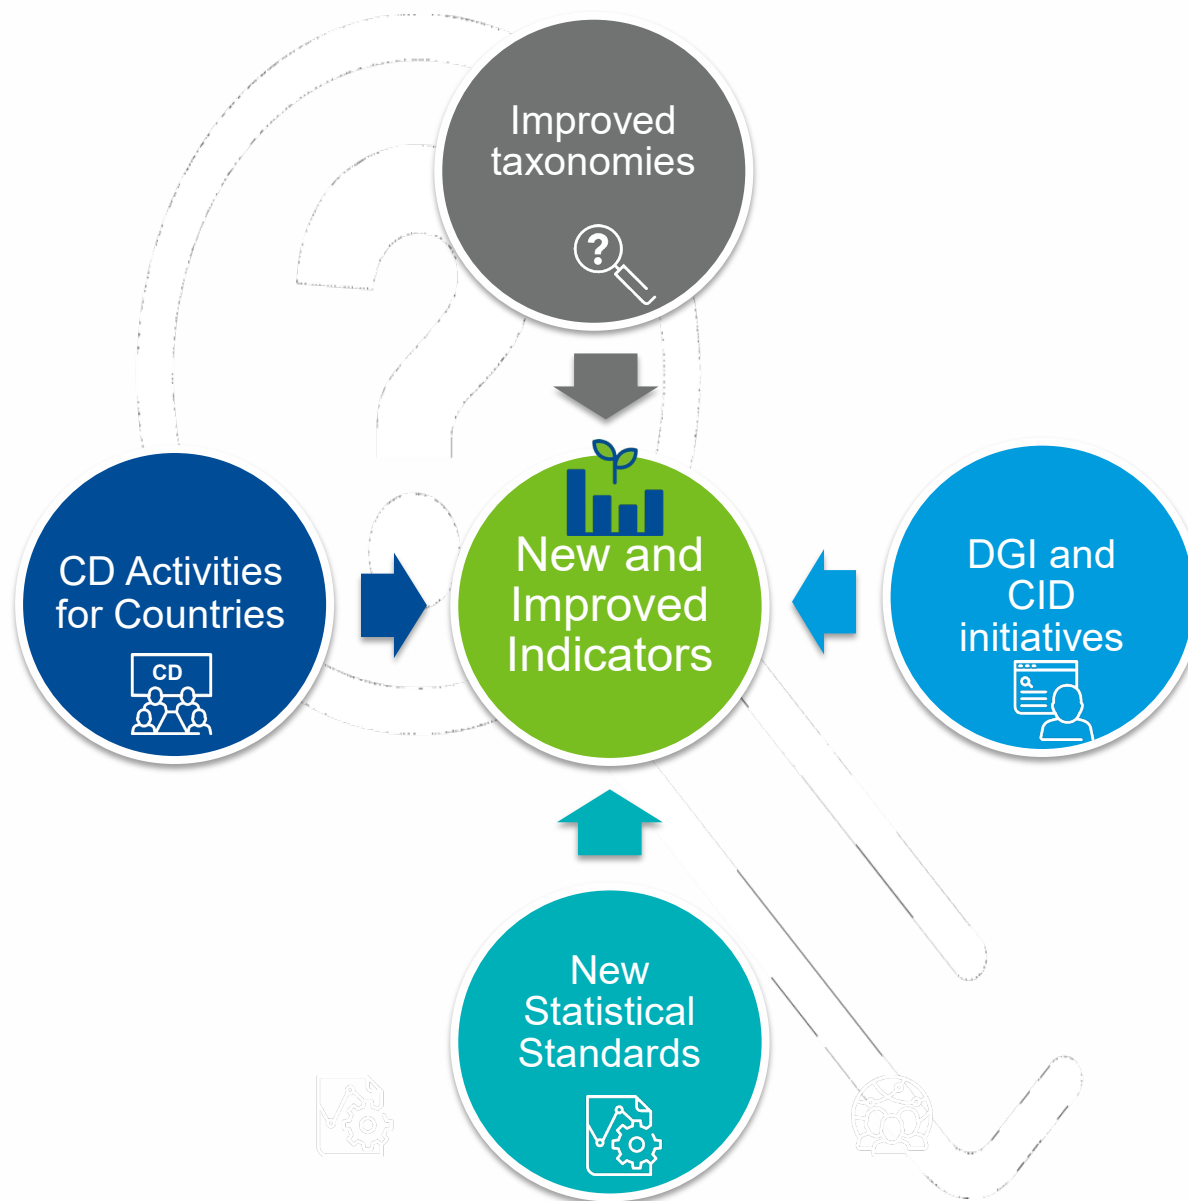 Improved
taxonomies
?
CD Activities
for Countries
CD
New and
Improved
Indicators
DGI and
CID
initiatives
New
Statistical
Standards